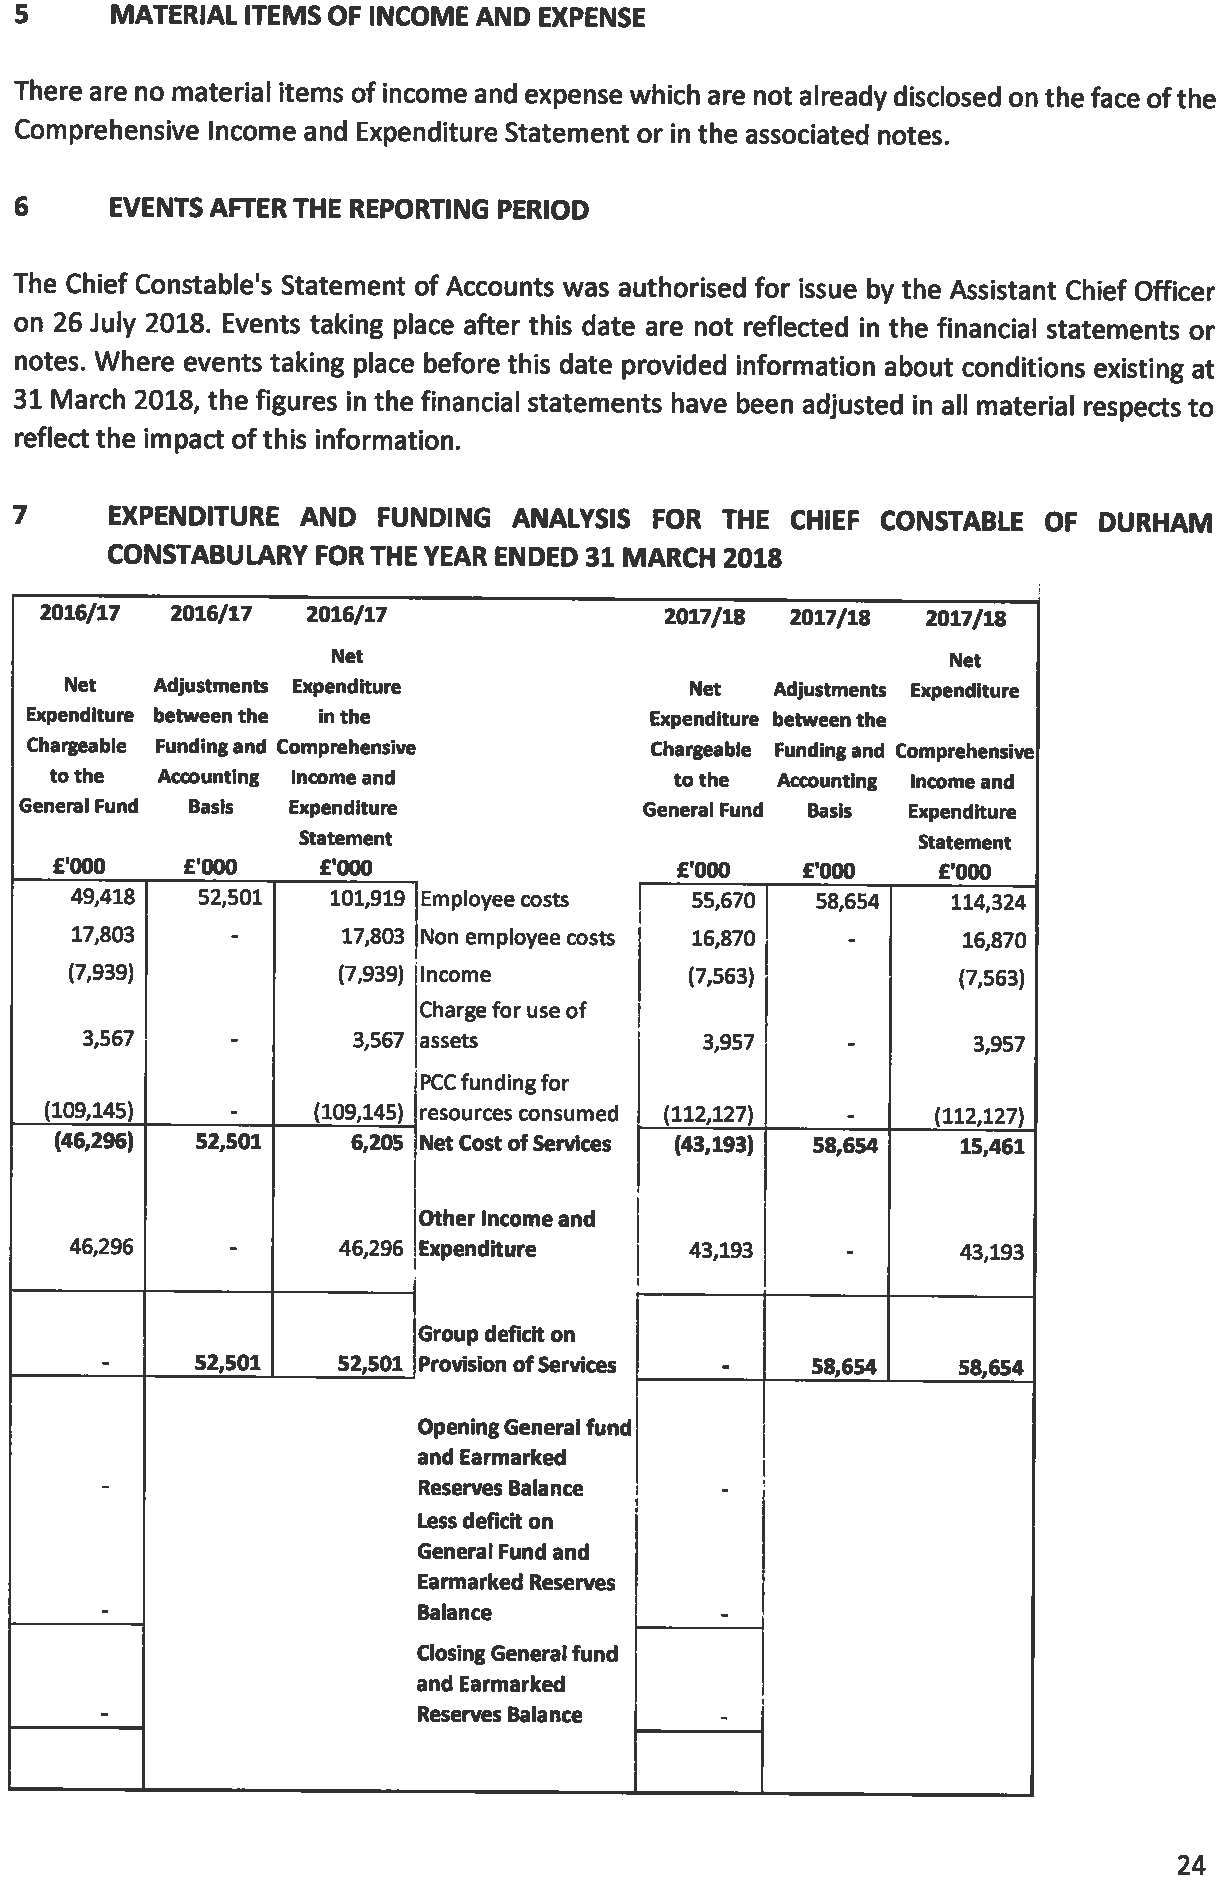 5 MATERIAL ITEMS OF INCOME AND EXPENSE
There are no material items of income and expense which are not already disclosed on the face of the
Comprehensive Income and Expenditure Statement or in the associated notes.
6 EVENTS AFTER THE REPORTING PERIOD
The Chief Constable's Statement of Accounts was authorised for issue by the Assistant Chief Officer
on 26 July 2018. Events taking place after this date are not reflected in the financial statements or
notes. Where events taking place before this date provided information about conditions existing at
31 March 2018, the figures in the financial statements have been adjusted in all material respects to
reflect the impact of this information.
7 EXPENDITURE AND FUNDING ANALYSIS FOR THE CHIEF CONSTABLE OF DURHAM
CONSTABULARY FOR THE YEAR ENDED 31 MARCH 2018
2016/17 2016/17 2016/17 2017/18 2017/18 2017/18
Net Net
Net Adjustments Expenditure Net Adjustments Expenditure
Expenditure between the in the Expenditure between the
Chargeable Funding and Comprehensive Chargeable Funding and Comprehensive
to the Accounting Income and to the Accounting Income and
General Fund Basis Expenditure General Fund Basis Expenditure
Statement Statement
£'000 £'000 £'000 £'000 £'000 £'000
49,418 52,501 101,919 Employee costs 55,670 58,654 114,324
17,803 - 17,803 Non employee costs 16,870 - 16,870
(7,939) (7,939) Income (7,563) (7,563)
Charge for use of
3,567 - 3,567 assets 3,957 - 3,957
PCC funding for
(109,145) - (109,145) resources consumed (112,127) - (112,127)
(46,296) 52,501 6,205 Net Cost of Services (43,193) 58,654 15,461
Other Income and
46,296 - 46,296 Expenditure 43,193 - 43,193
Group deficit on
- 52,501 52,501 Provision of Services - 58,654 58,654
Opening General fund
and Earmarked
- Reserves Balance -
Less deficit on
General Fund and
Earmarked Reserves
- Balance -
Closing General fund
and Earmarked
- Reserves Balance -
24